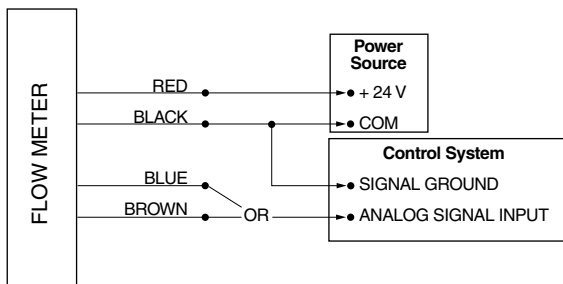 FLOW METER
Power
Source
RED
+ 24 V
BLACK
COM
Control System
BLUE
SIGNAL GROUND
BROWN
OR
ANALOG SIGNAL INPUT